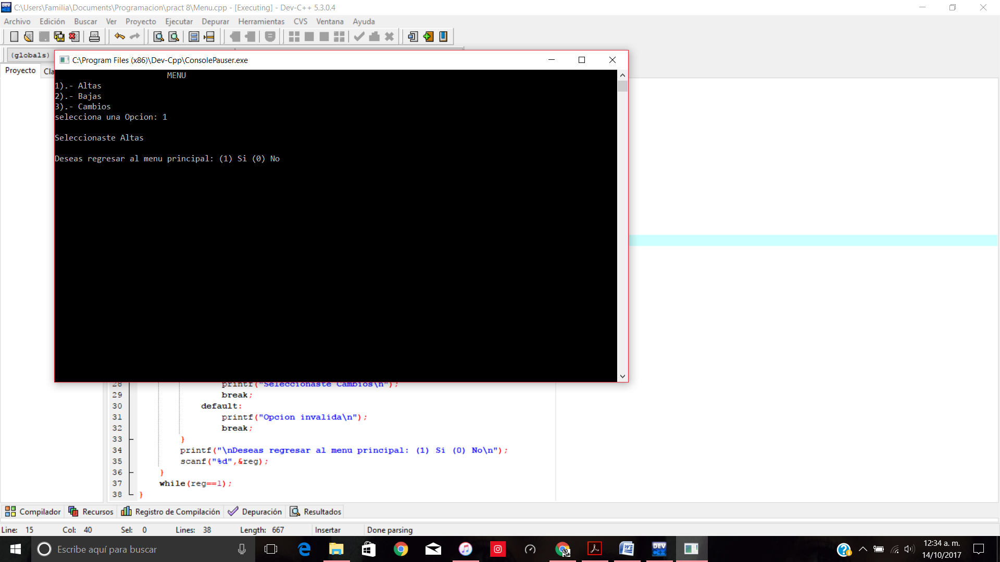 C:\Users\Familia\Documents\Programacion\pract 8\Menu.cpp - [Executing] - Dev-C++ 5.3.0.4
Archivo Edición Buscar Ver Proyecto Ejecutar Depurar Herramientas CVS Ventana Ayuda
(globals)
Proyecto Cla
C:\Program Files (x86)\Dev-Cpp\ConsolePauser.exe
MENU
1).- Altas
2).- Bajas
3).- Cambios
selecciona una Opcion: 1
Seleccionaste Altas
Deseas regresar al menu principal: (1) Si (0) No
28 printf("Seleccionaste Cambios\n");
29 break;
30 default:
31 printf("Opcion invalida\n");
32 break;
33 }
34 printf("\nDeseas regresar al menu principal: (1) Si (0) No\n");
35 scanf("%d",&reg);
36 }
37 while(reg==1);
38 }
Compilador Recursos Registro de Compilación Depuración Resultados
Line: 15 Col: 40 Sel: 0 Lines: 38 Length: 667 Insertar Done parsing
Escribe aquí para buscar
DEV
12:34 a. m.
14/10/2017